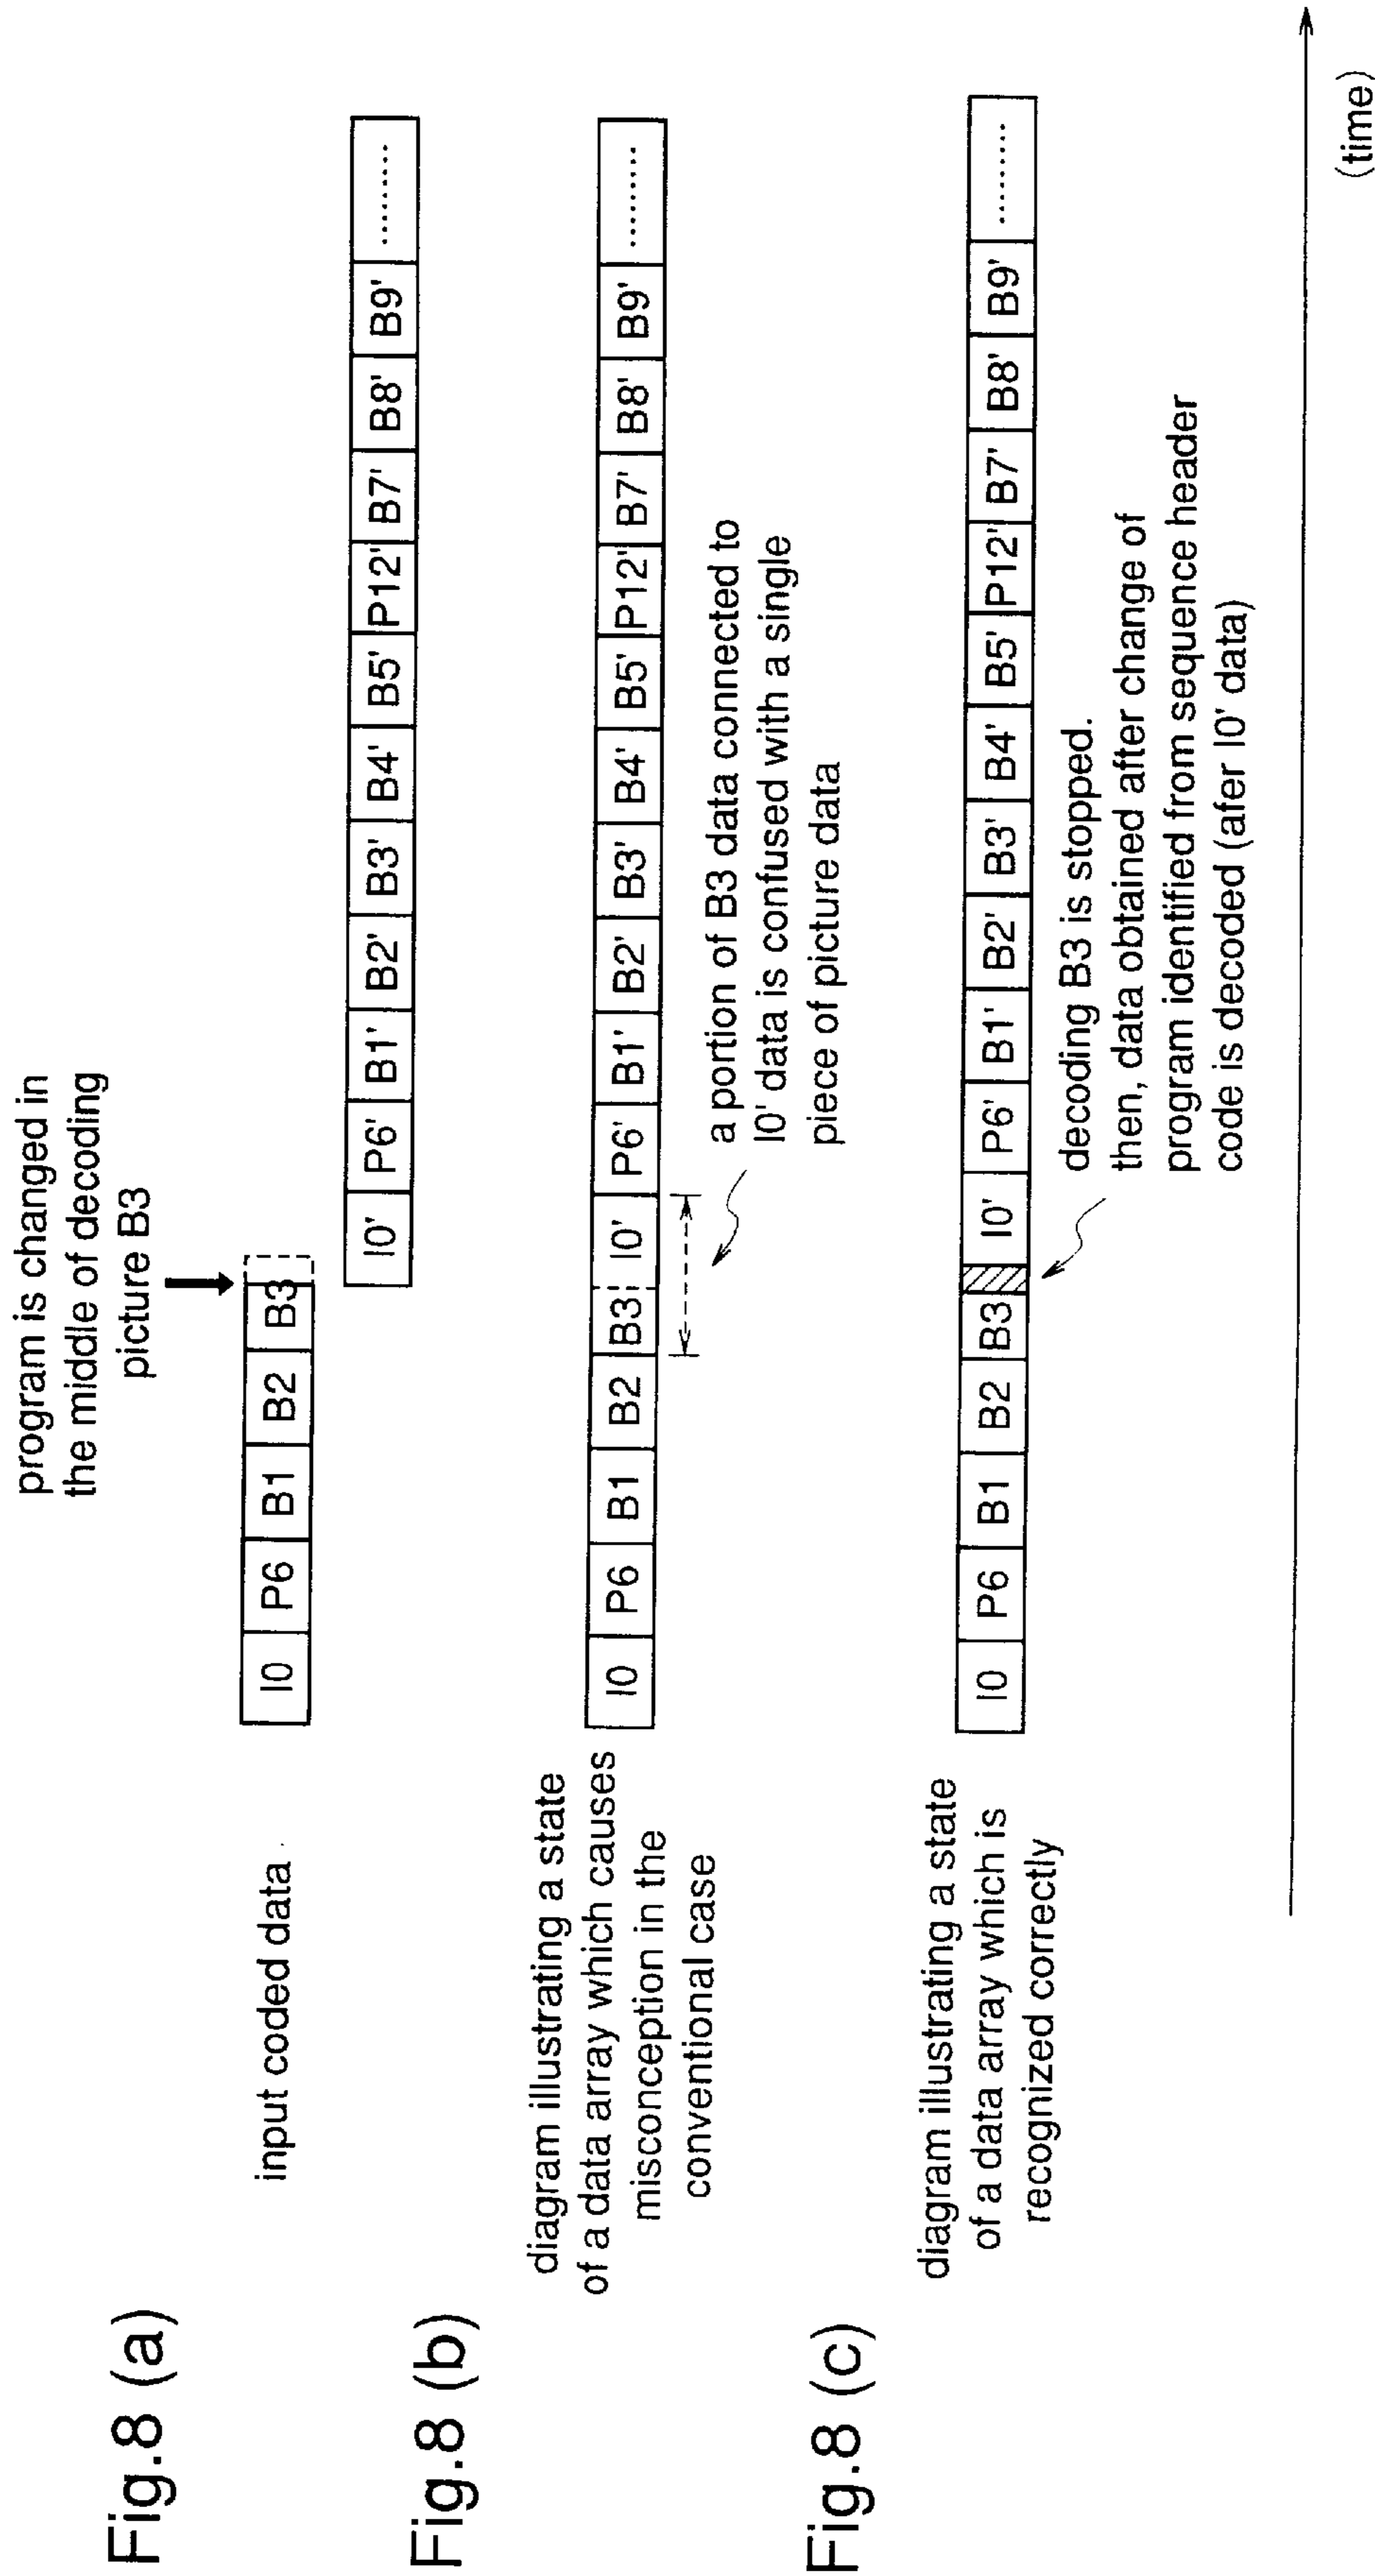 Fig.8 (a)
program is changed in
the middle of decoding
picture B3
input coded data
I0 P6 B1 B2 B3
I0' P6' B1' B2' B3' B4' B5' P12' B7' B8' B9' .........
Fig.8 (b)
diagram illustrating a state
of a data array which causes
misconception in the
conventional case
I0 P6 B1 B2 B3 I0' P6' B1' B2' B3' B4' B5' P12' B7' B8' B9' .........
a portion of B3 data connected to
I0' data is confused with a single
piece of picture data
Fig.8 (c)
diagram illustrating a state
of a data array which is
recognized correctly
I0 P6 B1 B2 B3 I0' P6' B1' B2' B3' B4' B5' P12' B7' B8' B9' .........
decoding B3 is stopped.
then, data obtained after change of
program identified from sequence header
code is decoded (afer I0' data)
(time)